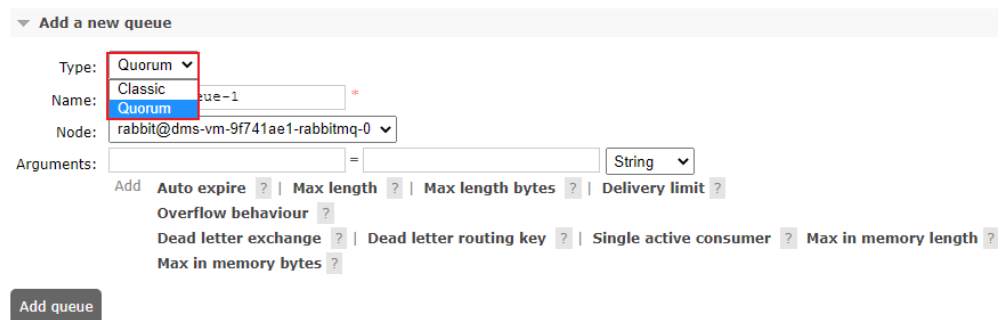 Add a new queue
Type: Quorum
Classic
Name: eue-1 *
Quorum
Node: rabbit@dms-vm-9f741ae1-rabbitmq-0
Arguments: = String
Add Auto expire ? | Max length ? | Max length bytes ? | Delivery limit ?
Overflow behaviour ?
Dead letter exchange ? | Dead letter routing key ? | Single active consumer ? Max in memory length ?
Max in memory bytes ?
Add queue